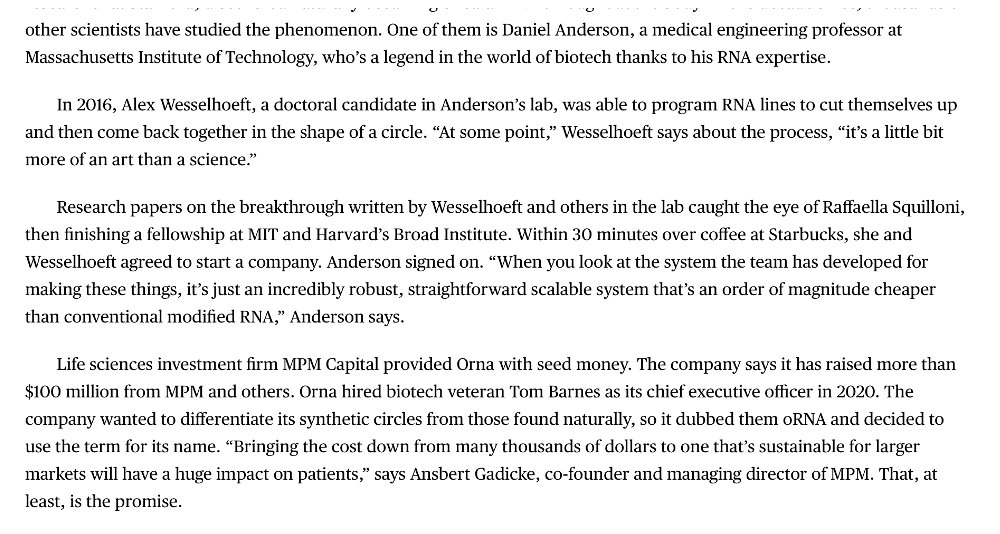 other scientists have studied the phenomenon. One of them is Daniel Anderson, a medical engineering professor at
Massachusetts Institute of Technology, who’s a legend in the world of biotech thanks to his RNA expertise.
In 2016, Alex Wesselhoeft, a doctoral candidate in Anderson’s lab, was able to program RNA lines to cut themselves up
and then come back together in the shape of a circle. “At some point,” Wesselhoeft says about the process, “it’s a little bit
more of an art than a science.”
Research papers on the breakthrough written by Wesselhoeft and others in the lab caught the eye of Raffaella Squilloni,
then finishing a fellowship at MIT and Harvard’s Broad Institute. Within 30 minutes over coffee at Starbucks, she and
Wesselhoeft agreed to start a company. Anderson signed on. “When you look at the system the team has developed for
making these things, it’s just an incredibly robust, straightforward scalable system that’s an order of magnitude cheaper
than conventional modified RNA,” Anderson says.
Life sciences investment firm MPM Capital provided Orna with seed money. The company says it has raised more than
$100 million from MPM and others. Orna hired biotech veteran Tom Barnes as its chief executive officer in 2020. The
company wanted to differentiate its synthetic circles from those found naturally, so it dubbed them oRNA and decided to
use the term for its name. “Bringing the cost down from many thousands of dollars to one that’s sustainable for larger
markets will have a huge impact on patients,” says Ansbert Gadicke, co-founder and managing director of MPM. That, at
least, is the promise.